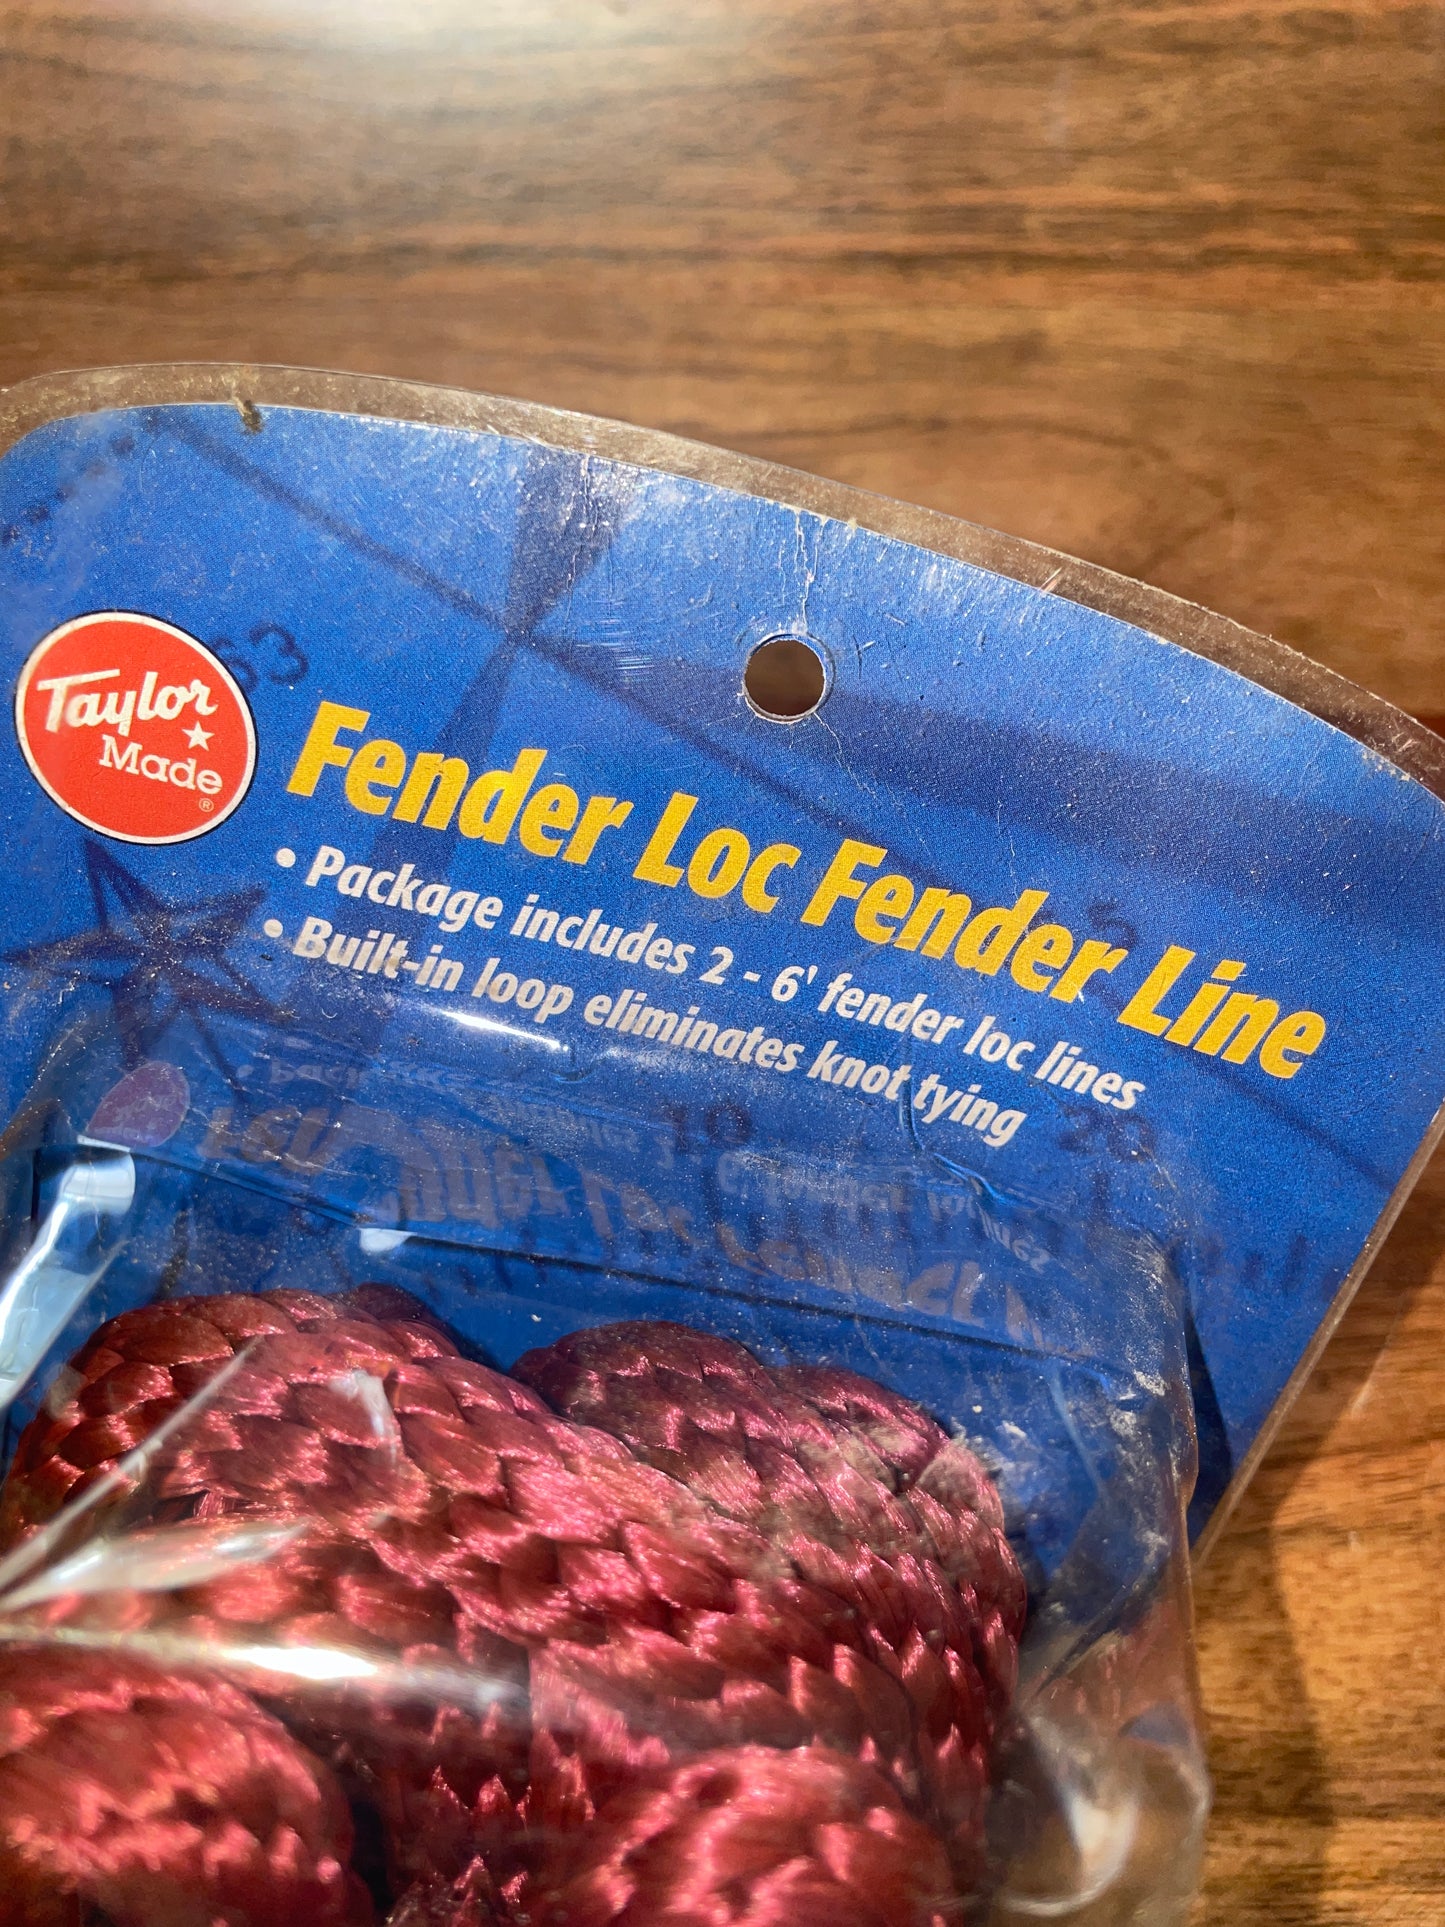 Taylor
Made
®
Fender Loc Fender Line
• Package includes 2 - 6' fender loc lines
• Built-in loop eliminates knot tying